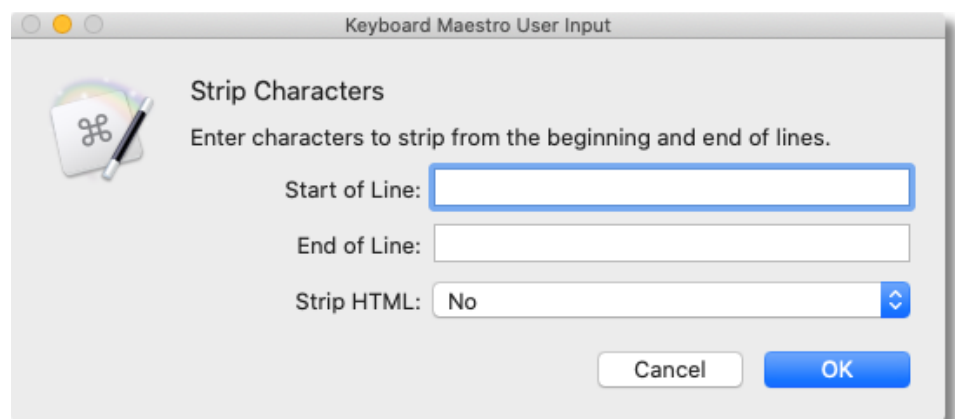 Keyboard Maestro User Input
Strip Characters
Enter characters to strip from the beginning and end of lines.
Start of Line:
End of Line:
Strip HTML: No
Cancel OK